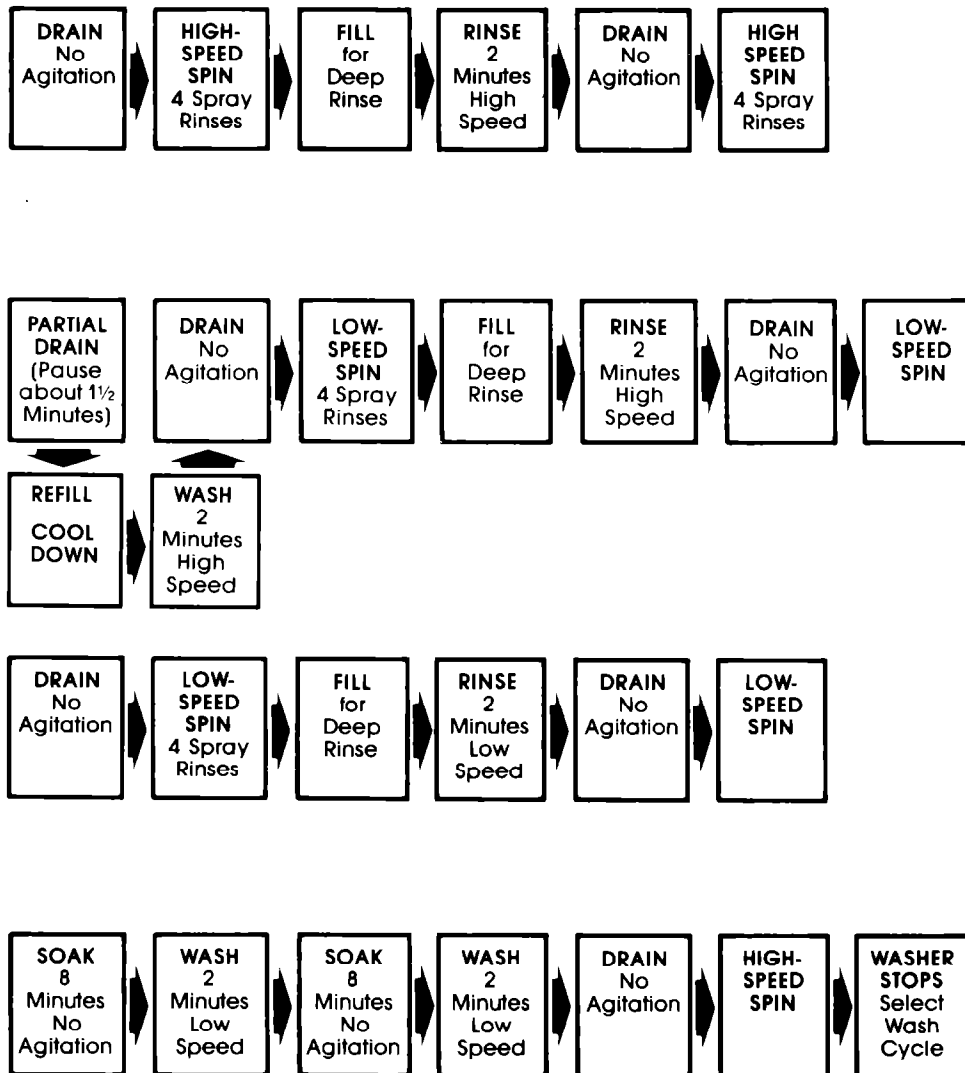 DRAIN
No
Agitation
HIGH-
SPEED
SPIN
4 Spray
Rinses
FILL
for
Deep
Rinse
RINSE
2
Minutes
High
Speed
DRAIN
No
Agitation
HIGH
SPEED
SPIN
4 Spray
Rinses
PARTIAL
DRAIN
(Pause
about 1½
Minutes)
REFILL
COOL
DOWN
WASH
2
Minutes
High
Speed
DRAIN
No
Agitation
LOW-
SPEED
SPIN
4 Spray
Rinses
FILL
for
Deep
Rinse
RINSE
2
Minutes
High
Speed
DRAIN
No
Agitation
LOW-
SPEED
SPIN
DRAIN
No
Agitation
LOW-
SPEED
SPIN
4 Spray
Rinses
FILL
for
Deep
Rinse
RINSE
2
Minutes
Low
Speed
DRAIN
No
Agitation
LOW-
SPEED
SPIN
SOAK
8
Minutes
No
Agitation
WASH
2
Minutes
Low
Speed
SOAK
8
Minutes
No
Agitation
WASH
2
Minutes
Low
Speed
DRAIN
No
Agitation
HIGH-
SPEED
SPIN
WASHER
STOPS
Select
Wash
Cycle